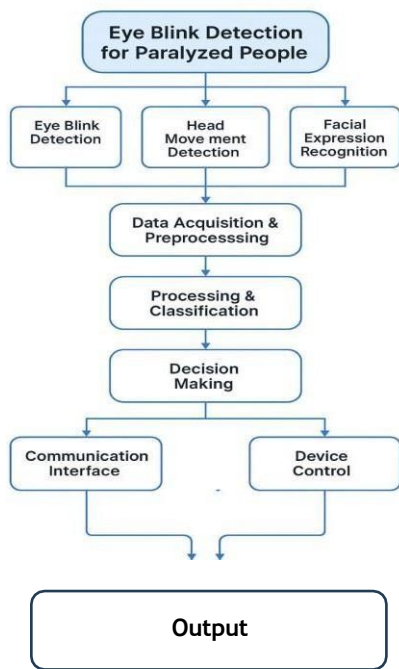 Eye Blink Detection
for Paralyzed People
Eye Blink
Detection
Head
Move ment
Detection
Facial
Expression
Recognition
Data Acquisition &
Preprocesssing
Processing &
Classification
Decision
Making
Communication
Interface
Device
Control
Output